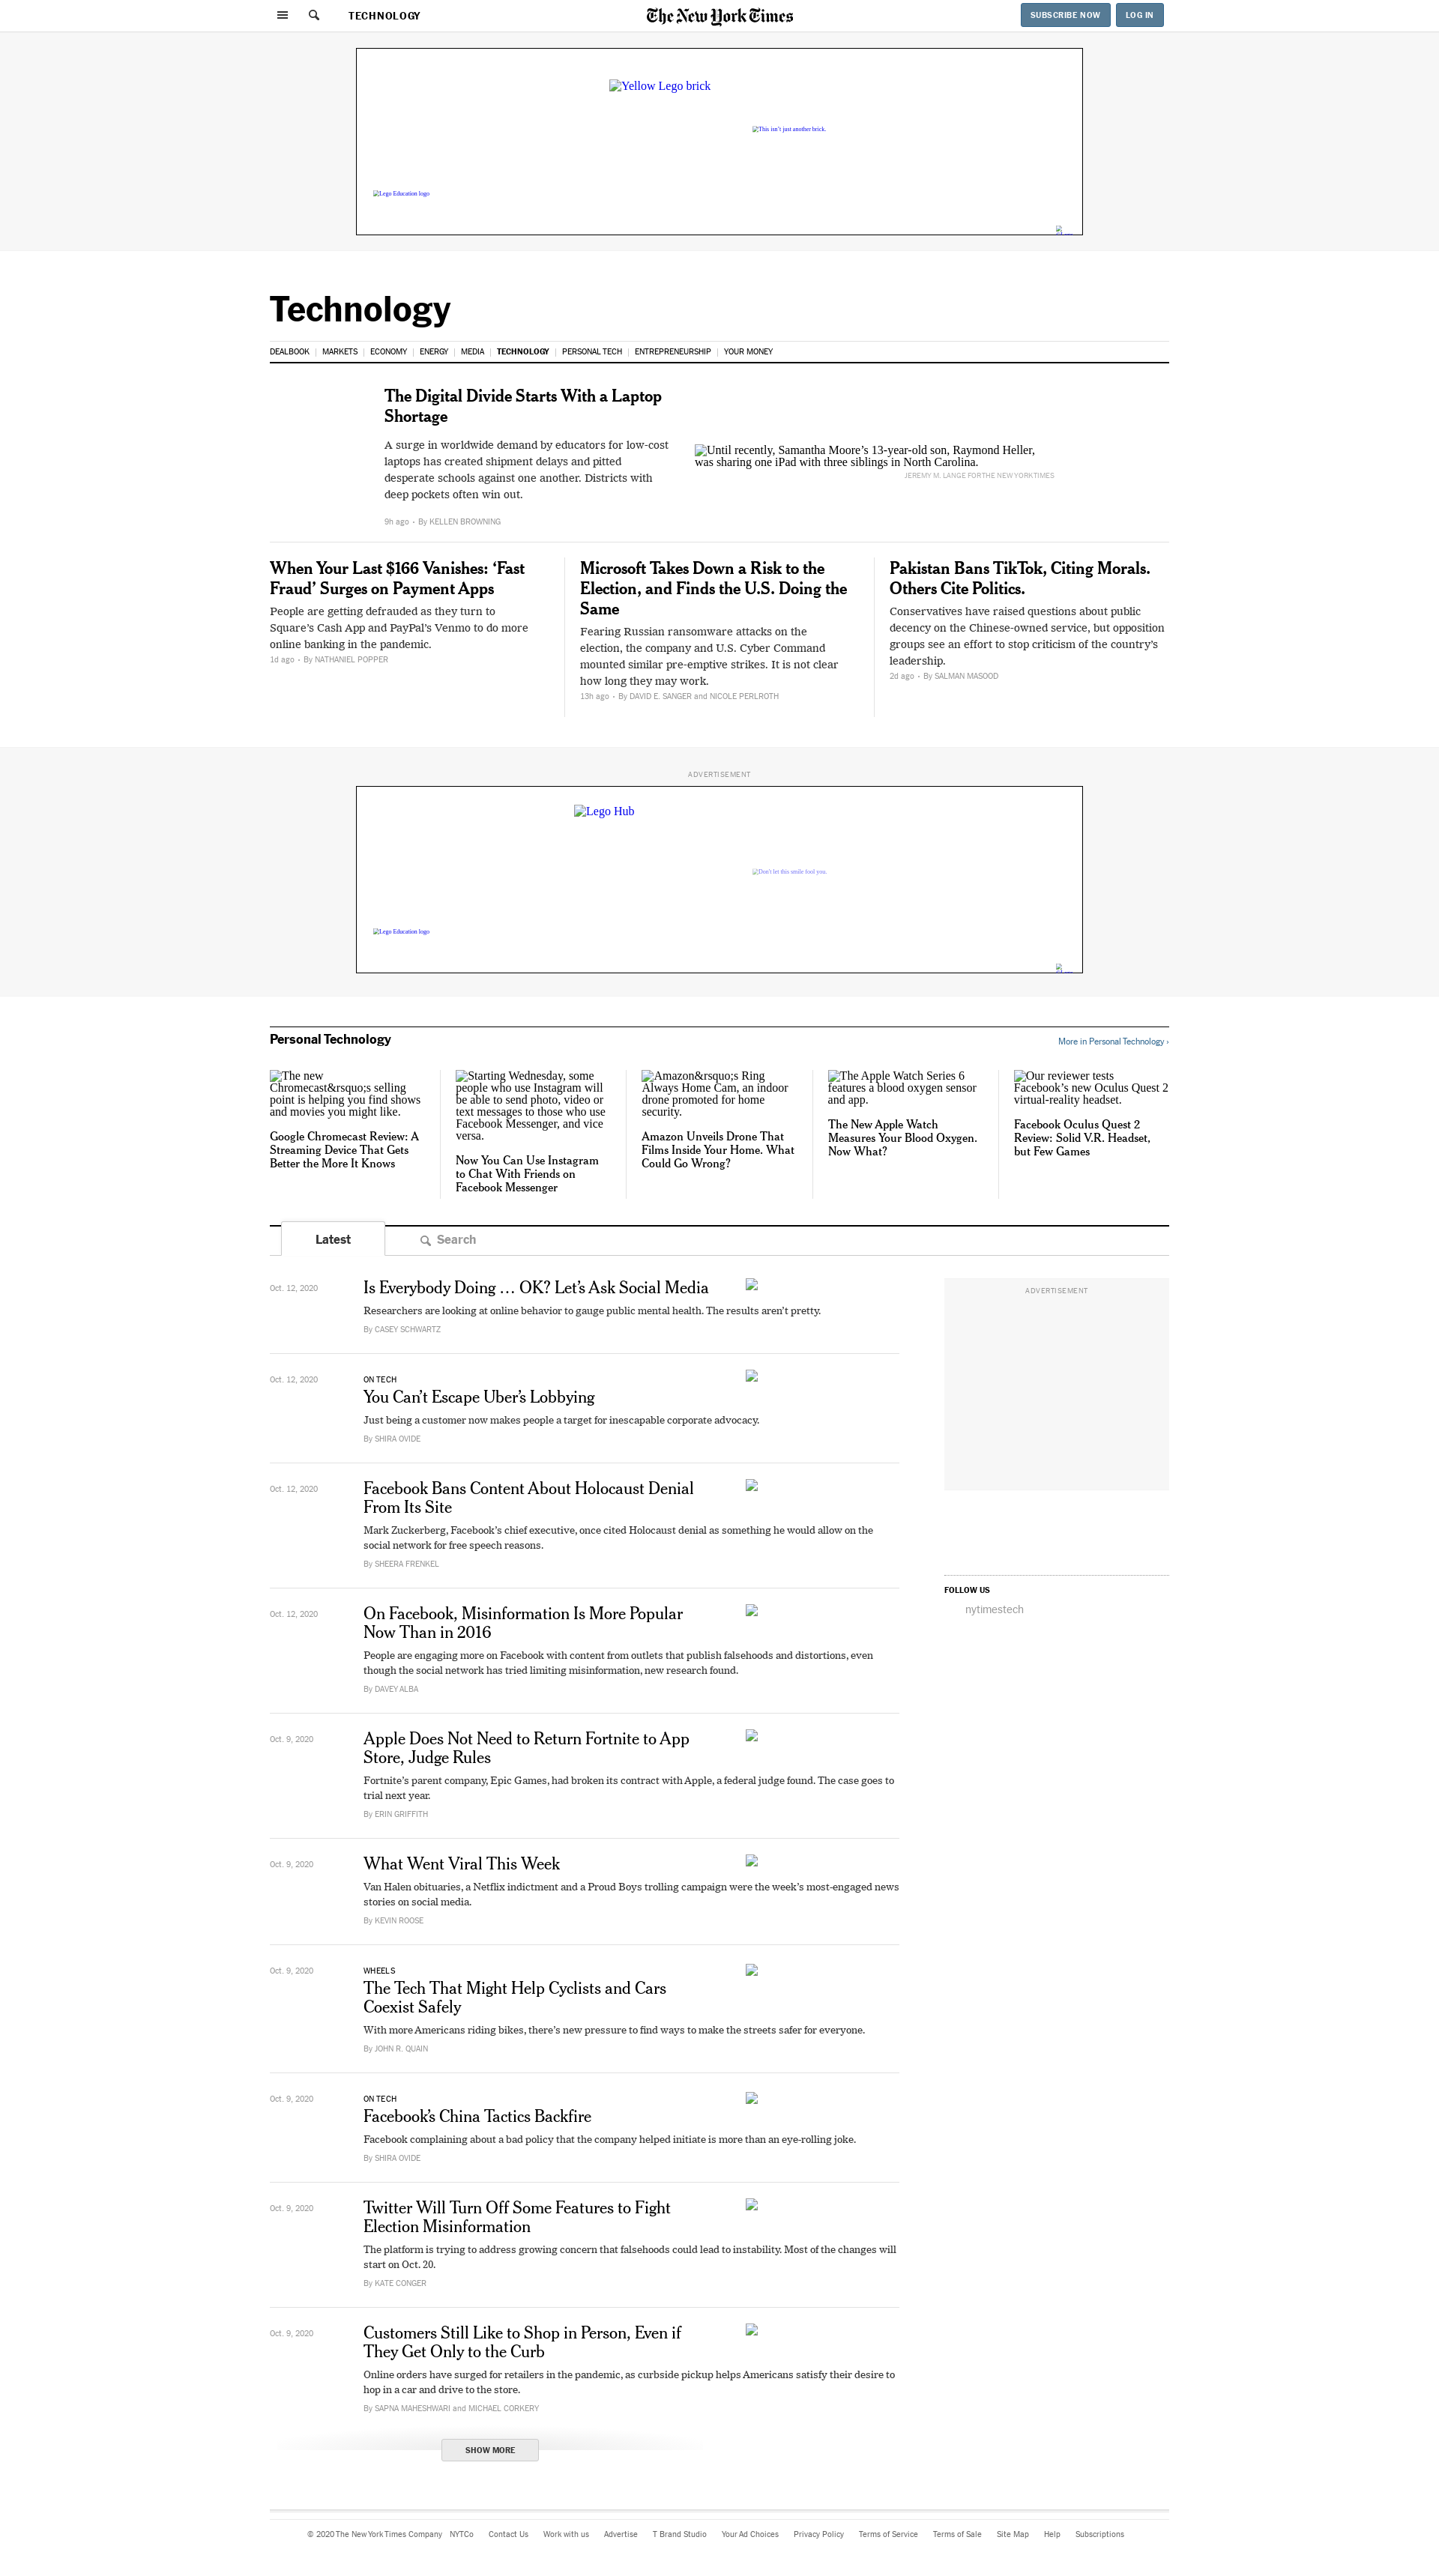 TECHNOLOGY
The New York Times
SUBSCRIBE NOW
LOG IN
Yellow Lego brick
This isn't just another brick.
Lego Education logo
Technology
DEALBOOK
MARKETS
ECONOMY
ENERGY
MEDIA
TECHNOLOGY
PERSONAL TECH
ENTREPRENEURSHIP
YOUR MONEY
The Digital Divide Starts With a Laptop
Shortage
A surge in worldwide demand by educators for low-cost
laptops has created shipment delays and pitted
desperate schools against one another. Districts with
deep pockets often win out.
9h ago • By KELLEN BROWNING
Until recently, Samantha Moore’s 13-year-old son, Raymond Heller,
was sharing one iPad with three siblings in North Carolina.
JEREMY M. LANGE FOR THE NEW YORK TIMES
When Your Last $166 Vanishes: ‘Fast
Fraud’ Surges on Payment Apps
People are getting defrauded as they turn to
Square’s Cash App and PayPal’s Venmo to do more
online banking in the pandemic.
1d ago • By NATHANIEL POPPER
Microsoft Takes Down a Risk to the
Election, and Finds the U.S. Doing the
Same
Fearing Russian ransomware attacks on the
election, the company and U.S. Cyber Command
mounted similar pre-emptive strikes. It is not clear
how long they may work.
13h ago • By DAVID E. SANGER and NICOLE PERLROTH
Pakistan Bans TikTok, Citing Morals.
Others Cite Politics.
Conservatives have raised questions about public
decency on the Chinese-owned service, but opposition
groups see an effort to stop criticism of the country’s
leadership.
2d ago • By SALMAN MASOOD
ADVERTISEMENT
Lego Hub
Don't let this smile fool you.
Lego Education logo
Personal Technology
More in Personal Technology ›
The new
Chromecast&rsquo;s selling
point is helping you find shows
and movies you might like.
Google Chromecast Review: A
Streaming Device That Gets
Better the More It Knows
Starting Wednesday, some
people who use Instagram will
be able to send photo, video or
text messages to those who use
Facebook Messenger, and vice
versa.
Now You Can Use Instagram
to Chat With Friends on
Facebook Messenger
Amazon&rsquo;s Ring
Always Home Cam, an indoor
drone promoted for home
security.
Amazon Unveils Drone That
Films Inside Your Home. What
Could Go Wrong?
The Apple Watch Series 6
features a blood oxygen sensor
and app.
The New Apple Watch
Measures Your Blood Oxygen.
Now What?
Our reviewer tests
Facebook’s new Oculus Quest 2
virtual-reality headset.
Facebook Oculus Quest 2
Review: Solid V.R. Headset,
but Few Games
Latest
Search
Oct. 12, 2020
Is Everybody Doing … OK? Let’s Ask Social Media
Researchers are looking at online behavior to gauge public mental health. The results aren’t pretty.
By CASEY SCHWARTZ
Oct. 12, 2020
ON TECH
You Can’t Escape Uber’s Lobbying
Just being a customer now makes people a target for inescapable corporate advocacy.
By SHIRA OVIDE
Oct. 12, 2020
Facebook Bans Content About Holocaust Denial
From Its Site
Mark Zuckerberg, Facebook’s chief executive, once cited Holocaust denial as something he would allow on the
social network for free speech reasons.
By SHEERA FRENKEL
Oct. 12, 2020
On Facebook, Misinformation Is More Popular
Now Than in 2016
People are engaging more on Facebook with content from outlets that publish falsehoods and distortions, even
though the social network has tried limiting misinformation, new research found.
By DAVEY ALBA
Oct. 9, 2020
Apple Does Not Need to Return Fortnite to App
Store, Judge Rules
Fortnite’s parent company, Epic Games, had broken its contract with Apple, a federal judge found. The case goes to
trial next year.
By ERIN GRIFFITH
Oct. 9, 2020
What Went Viral This Week
Van Halen obituaries, a Netflix indictment and a Proud Boys trolling campaign were the week’s most-engaged news
stories on social media.
By KEVIN ROOSE
Oct. 9, 2020
WHEELS
The Tech That Might Help Cyclists and Cars
Coexist Safely
With more Americans riding bikes, there’s new pressure to find ways to make the streets safer for everyone.
By JOHN R. QUAIN
Oct. 9, 2020
ON TECH
Facebook’s China Tactics Backfire
Facebook complaining about a bad policy that the company helped initiate is more than an eye-rolling joke.
By SHIRA OVIDE
Oct. 9, 2020
Twitter Will Turn Off Some Features to Fight
Election Misinformation
The platform is trying to address growing concern that falsehoods could lead to instability. Most of the changes will
start on Oct. 20.
By KATE CONGER
Oct. 9, 2020
Customers Still Like to Shop in Person, Even if
They Get Only to the Curb
Online orders have surged for retailers in the pandemic, as curbside pickup helps Americans satisfy their desire to
hop in a car and drive to the store.
By SAPNA MAHESHWARI and MICHAEL CORKERY
SHOW MORE
ADVERTISEMENT
FOLLOW US
nytimestech
© 2020 The New York Times Company
NYTCo
Contact Us
Work with us
Advertise
T Brand Studio
Your Ad Choices
Privacy Policy
Terms of Service
Terms of Sale
Site Map
Help
Subscriptions